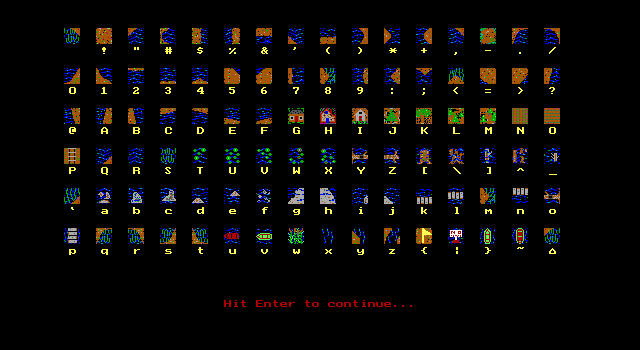 ! " # $ % & ' ( ) * + , - . /
0 1 2 3 4 5 6 7 8 9 : ; < = > ?
@ A B C D E F G H I J K L M N O
P Q R S T U V W X Y Z [ \ ] ^ _
` a b c d e f g h i j k l m n o
p q r s t u v w x y z { ¦ } ~ ∆
Hit Enter to continue...